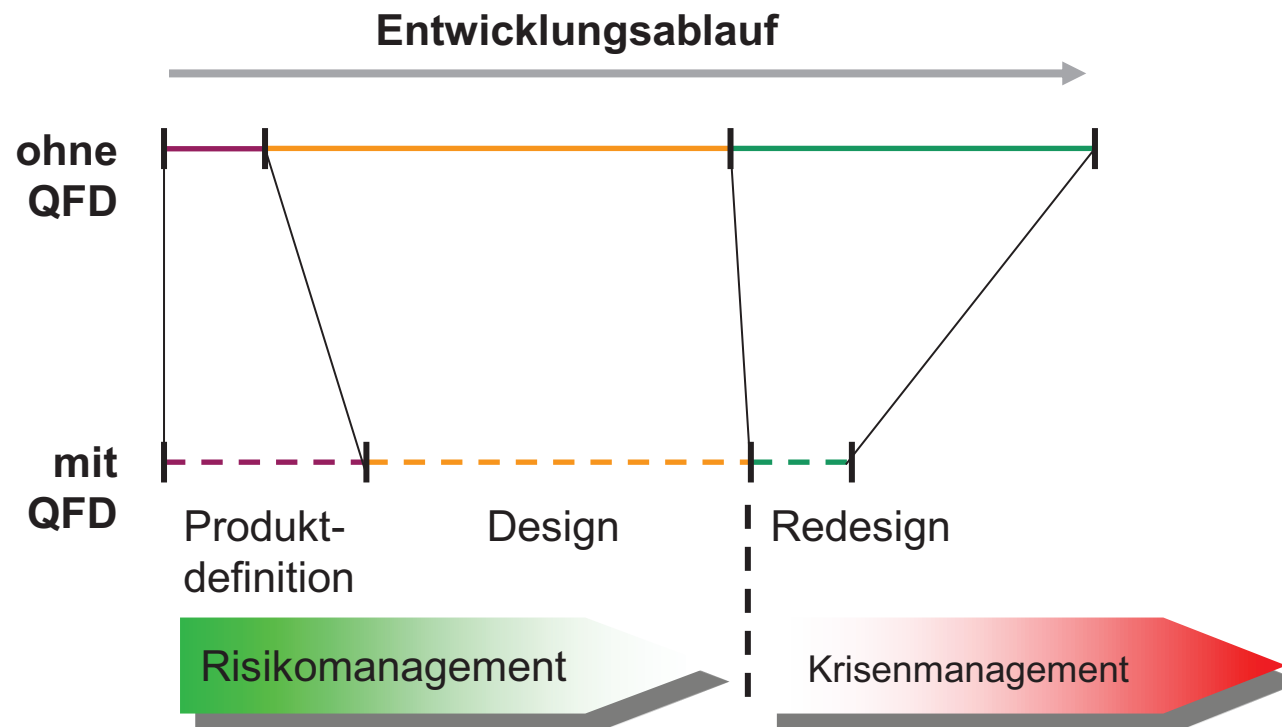 Entwicklungsablauf
ohne
QFD
mit
QFD
Produkt-
definition
Design
Redesign
Risikomanagement
Krisenmanagement